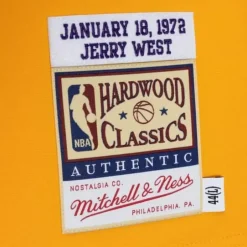 JANUARY 18, 1972
JERRY WEST
NBA
HARDWOOD
CLASSICS
AUTHENTIC
NOSTALGIA CO.
Mitchell & Ness
PHILADELPHIA, PA.
44(L)